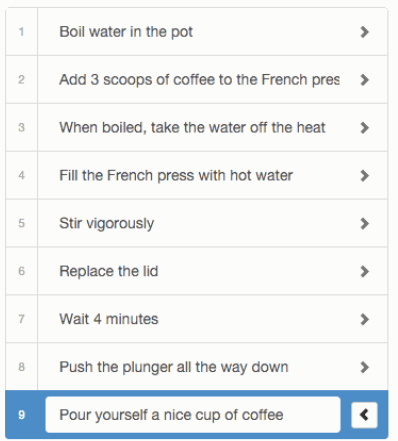 1 Boil water in the pot
2 Add 3 scoops of coffee to the French pres
3 When boiled, take the water off the heat
4 Fill the French press with hot water
5 Stir vigorously
6 Replace the lid
7 Wait 4 minutes
8 Push the plunger all the way down
9 Pour yourself a nice cup of coffee